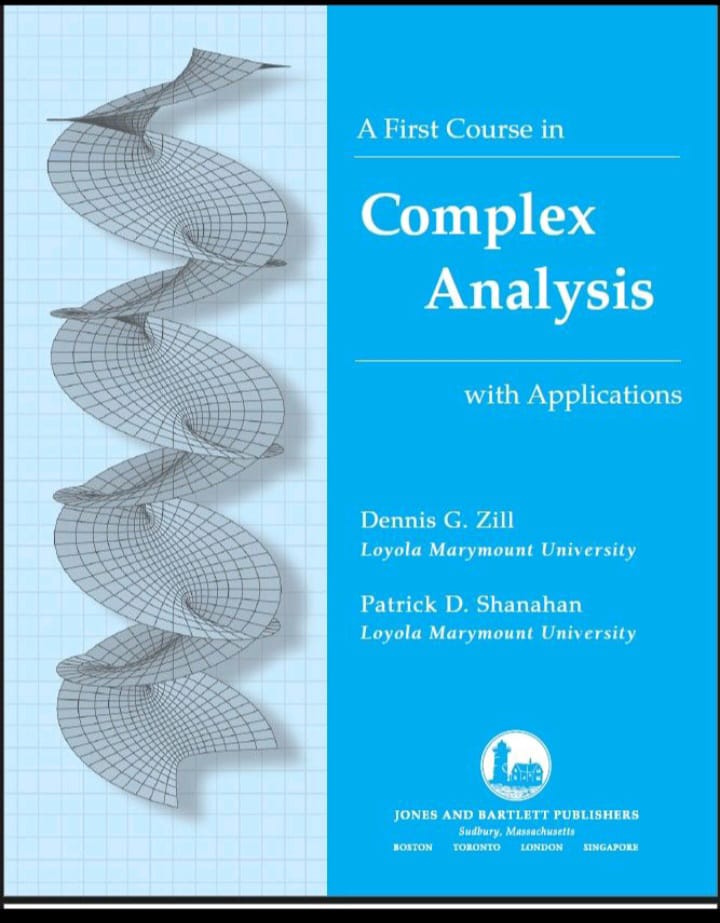 A First Course in
Complex
Analysis
with Applications
Dennis G. Zill
Loyola Marymount University
Patrick D. Shanahan
Loyola Marymount University
JONES AND BARTLETT PUBLISHERS
Sudbury, Massachusetts
BOSTON TORONTO LONDON SINGAPORE